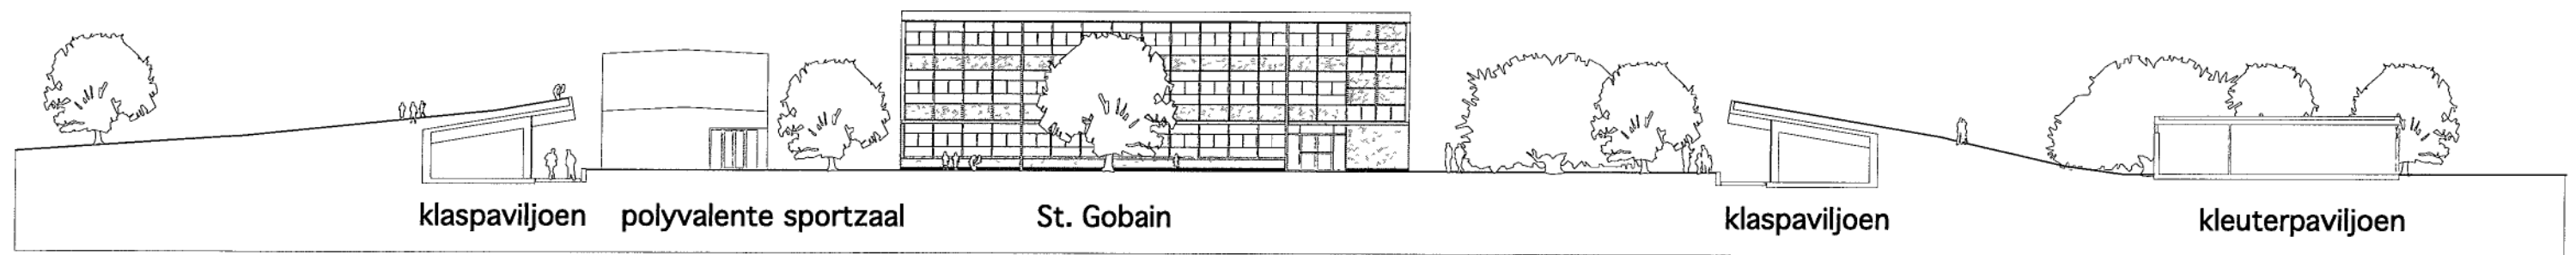 klaspaviljoen
polyvalente sportzaal
St. Gobain
klaspaviljoen
kleuterpaviljoen